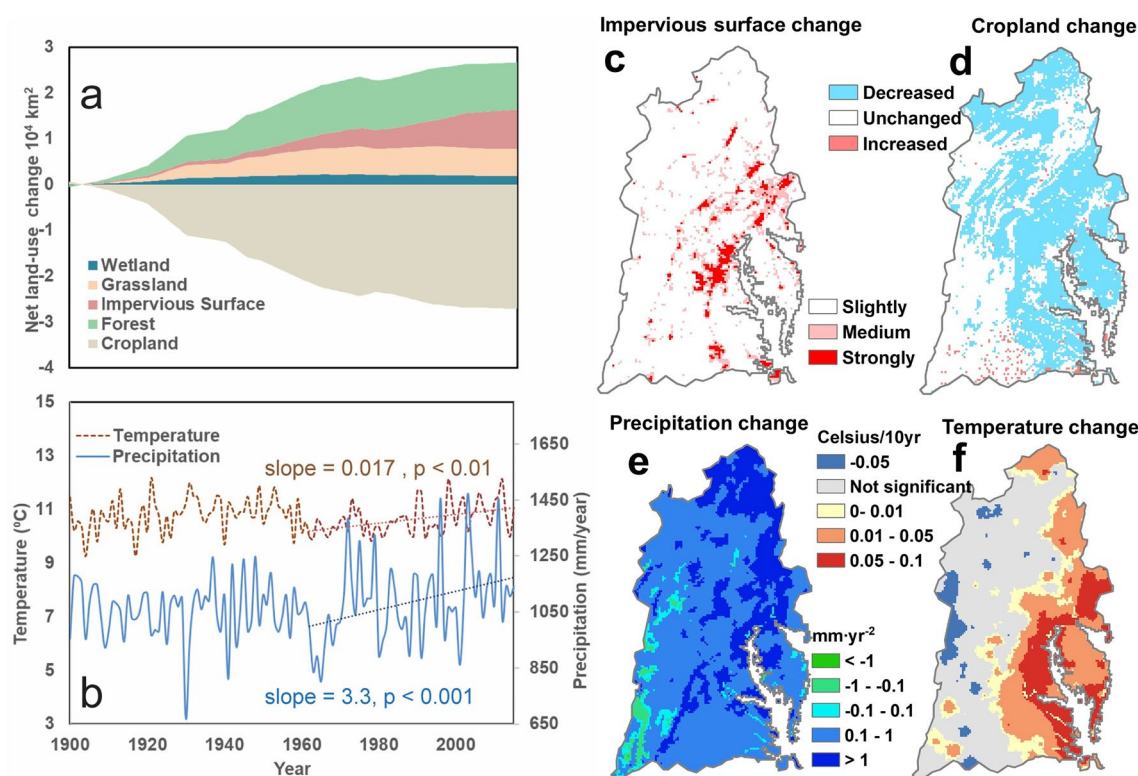 a
Net land-use change 10⁴ km²
3
2
1
0
-1
-2
-3
-4
Wetland
Grassland
Impervious Surface
Forest
Cropland
b
Temperature (ºC)
15
13
11
9
7
5
3
Temperature
Precipitation
slope = 0.017 , p < 0.01
slope = 3.3, p < 0.001
1650
1450
1250
1050
850
650
Precipitation (mm/year)
1900 1920 1940 1960 1980 2000
Year
Impervious surface change
c
Slightly
Medium
Strongly
Cropland change
d
Decreased
Unchanged
Increased
Precipitation change
e
mm·yr⁻²
< -1
-1 - -0.1
-0.1 - 0.1
0.1 - 1
> 1
Temperature change
f
Celsius/10yr
-0.05
Not significant
0- 0.01
0.01 - 0.05
0.05 - 0.1